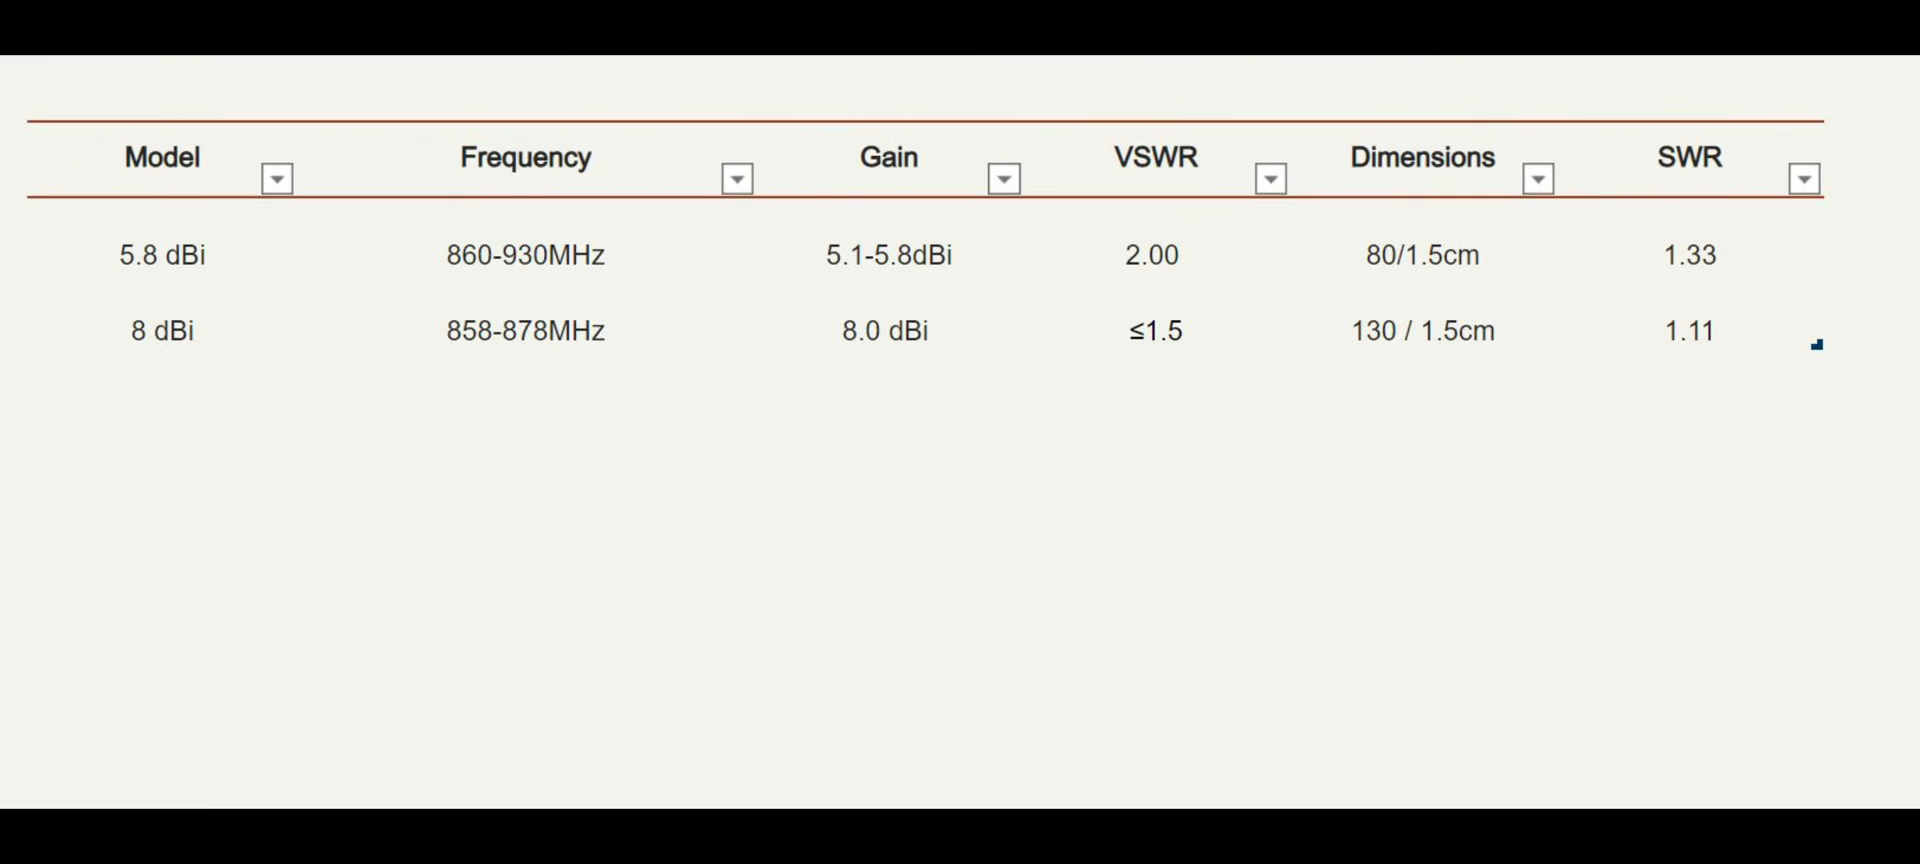 Model Frequency Gain VSWR Dimensions SWR
5.8 dBi 860-930MHz 5.1-5.8dBi 2.00 80/1.5cm 1.33
8 dBi 858-878MHz 8.0 dBi ≤1.5 130 / 1.5cm 1.11